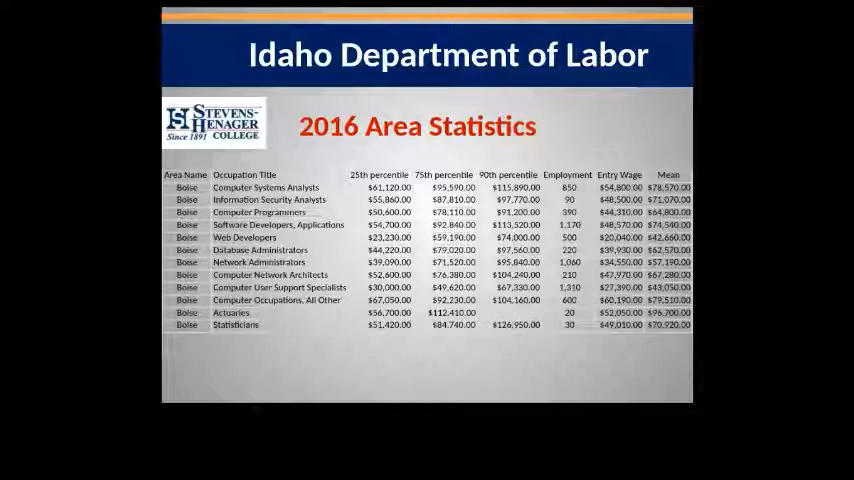 Idaho Department of Labor
STEVENS-
HENAGER
COLLEGE
Since 1891
2016 Area Statistics
Area Name Occupation Title 25th percentile 75th percentile 90th percentile Employment Entry Wage Mean
Boise Computer Systems Analysts $61,120.00 $95,590.00 $115,890.00 850 $54,800.00 $78,570.00
Boise Information Security Analysts $55,860.00 $87,810.00 $97,770.00 90 $48,500.00 $71,070.00
Boise Computer Programmers $50,600.00 $78,110.00 $91,200.00 390 $44,310.00 $64,800.00
Boise Software Developers, Applications $54,700.00 $92,840.00 $113,520.00 1,170 $48,570.00 $74,540.00
Boise Web Developers $23,230.00 $59,190.00 $74,000.00 500 $20,040.00 $42,660.00
Boise Database Administrators $44,220.00 $79,020.00 $97,560.00 220 $39,930.00 $62,570.00
Boise Network Administrators $39,090.00 $71,520.00 $95,840.00 1,060 $34,550.00 $57,190.00
Boise Computer Network Architects $52,600.00 $76,380.00 $104,240.00 210 $47,970.00 $67,280.00
Boise Computer User Support Specialists $30,000.00 $49,620.00 $67,330.00 1,310 $27,390.00 $43,050.00
Boise Computer Occupations, All Other $67,050.00 $92,230.00 $104,160.00 600 $60,190.00 $79,510.00
Boise Actuaries $56,700.00 $112,410.00 20 $52,050.00 $96,700.00
Boise Statisticians $51,420.00 $84,740.00 $126,950.00 30 $49,010.00 $70,920.00